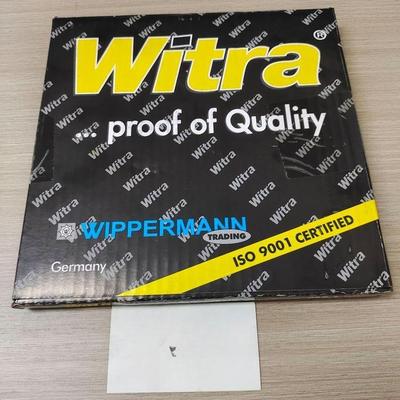 Witra®
... proof of Quality
WIPPERMANN
TRADING
ISO 9001 CERTIFIED
Germany